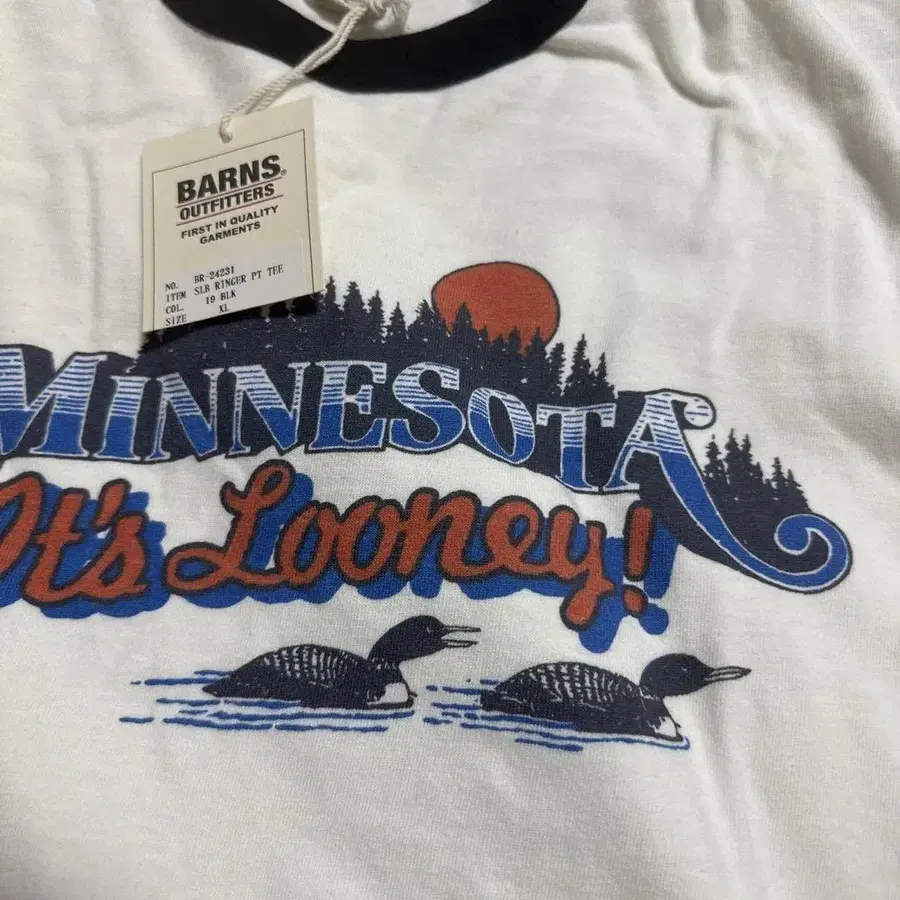 BARNS®
OUTFITTERS
FIRST IN QUALITY
GARMENTS
NO. BR-24231
ITEM SLB RINGER PT TEE
COL. 19 BLK
SIZE XL
MINNESOTA
It's Looney!